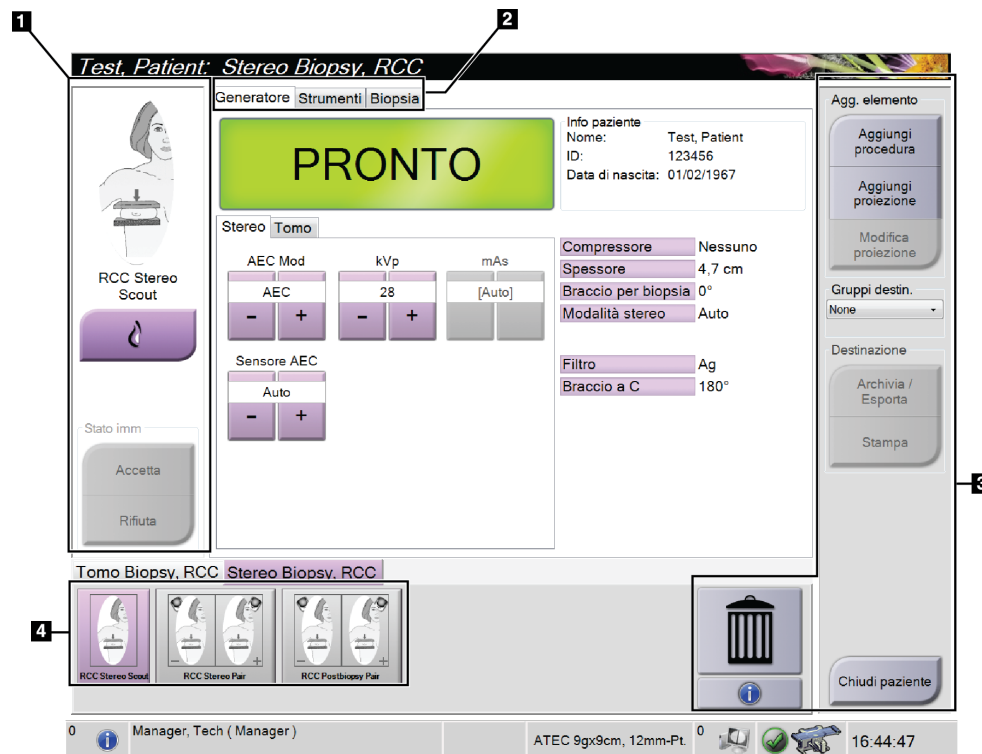 1
2
Test, Patient: Stereo Biopsy, RCC
Generatore Strumenti Biopsia
PRONTO
Info paziente
Nome: Test, Patient
ID: 123456
Data di nascita: 01/02/1967
Agg. elemento
Aggiungi
procedura
Aggiungi
proiezione
Modifica
proiezione
Gruppi destin.
None
Destinazione
Archivia /
Esporta
Stampa
3
RCC Stereo
Scout
Stato imm
Accetta
Rifiuta
Stereo Tomo
AEC Mod kVp mAs
AEC 28 [Auto]
- + - +
Sensore AEC
Auto
- +
Compressore Nessuno
Spessore 4,7 cm
Braccio per biopsia 0°
Modalità stereo Auto
Filtro Ag
Braccio a C 180°
Tomo Biopsy, RCC Stereo Biopsy, RCC
4
RCC Stereo Scout
- +
RCC Stereo Pair
- +
RCC Postbiopsy Pair
i
Chiudi paziente
0 i Manager, Tech ( Manager )
ATEC 9gx9cm, 12mm-Pt. 0
16:44:47